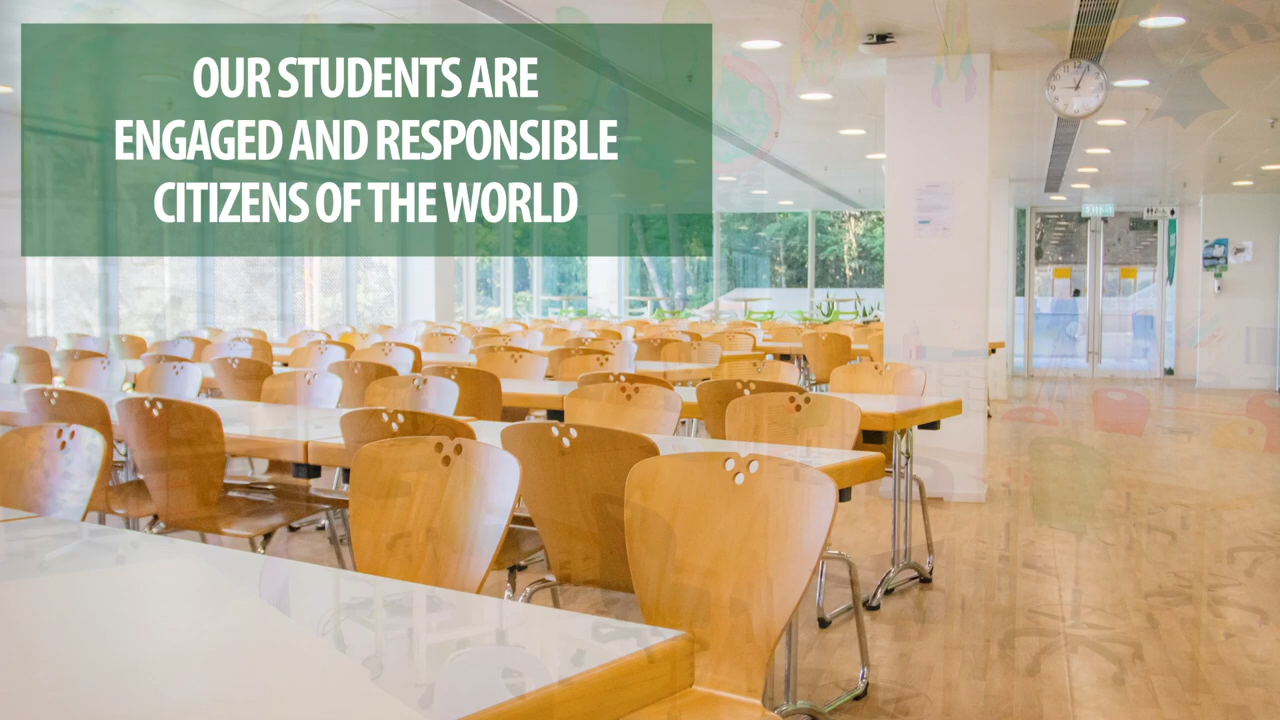 OUR STUDENTS ARE
ENGAGED AND RESPONSIBLE
CITIZENS OF THE WORLD